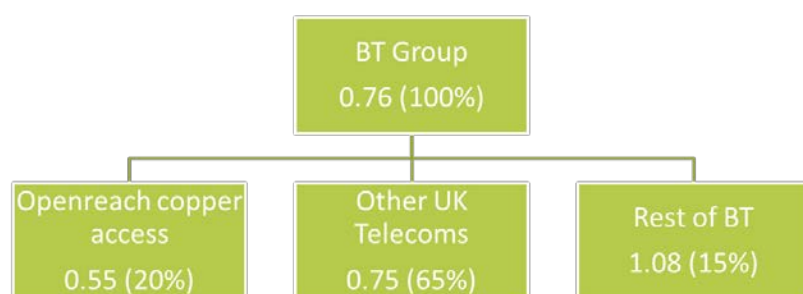 BT Group
0.76 (100%)
Openreach copper
access
0.55 (20%)
Other UK
Telecoms
0.75 (65%)
Rest of BT
1.08 (15%)